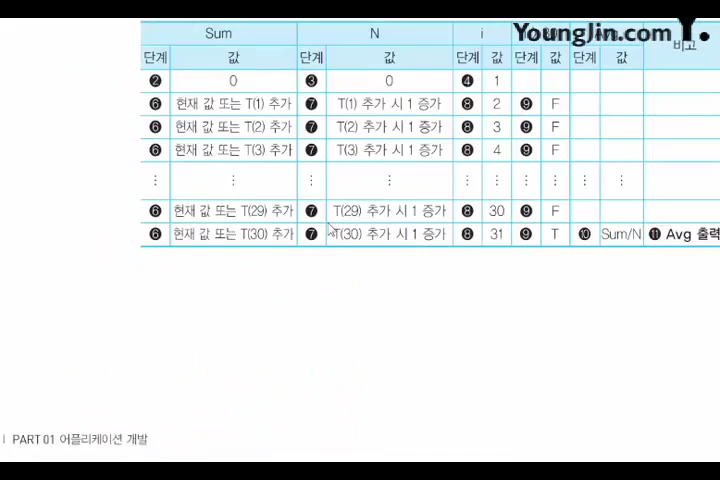 YoungJin.com Y.
Sum N i Avg 비고
단계 값 단계 값 단계 값 단계 값 단계 값
❷ 0 ❸ 0 ❹ 1
❻ 현재 값 또는 T(1) 추가 ❼ T(1) 추가 시 1 증가 ❽ 2 ❾ F
❻ 현재 값 또는 T(2) 추가 ❼ T(2) 추가 시 1 증가 ❽ 3 ❾ F
❻ 현재 값 또는 T(3) 추가 ❼ T(3) 추가 시 1 증가 ❽ 4 ❾ F
⋮ ⋮ ⋮ ⋮ ⋮ ⋮ ⋮ ⋮ ⋮ ⋮
❻ 현재 값 또는 T(29) 추가 ❼ T(29) 추가 시 1 증가 ❽ 30 ❾ F
❻ 현재 값 또는 T(30) 추가 ❼ T(30) 추가 시 1 증가 ❽ 31 ❾ T ❿ Sum/N ⓫ Avg 출력
| PART 01 어플리케이션 개발